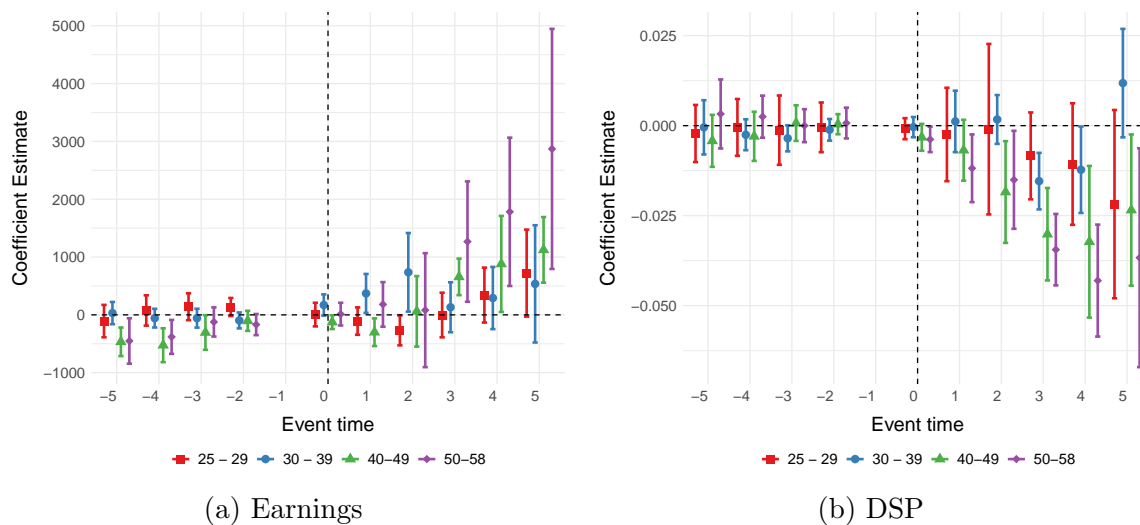 5000
4000
3000
2000
1000
0
−1000
Coefficient Estimate
−5 −4 −3 −2 −1 0 1 2 3 4 5
Event time
25 − 29 30 − 39 40−49 50−58
(a) Earnings
0.025
0.000
−0.025
−0.050
Coefficient Estimate
−5 −4 −3 −2 −1 0 1 2 3 4 5
Event time
25 − 29 30 − 39 40−49 50−58
(b) DSP